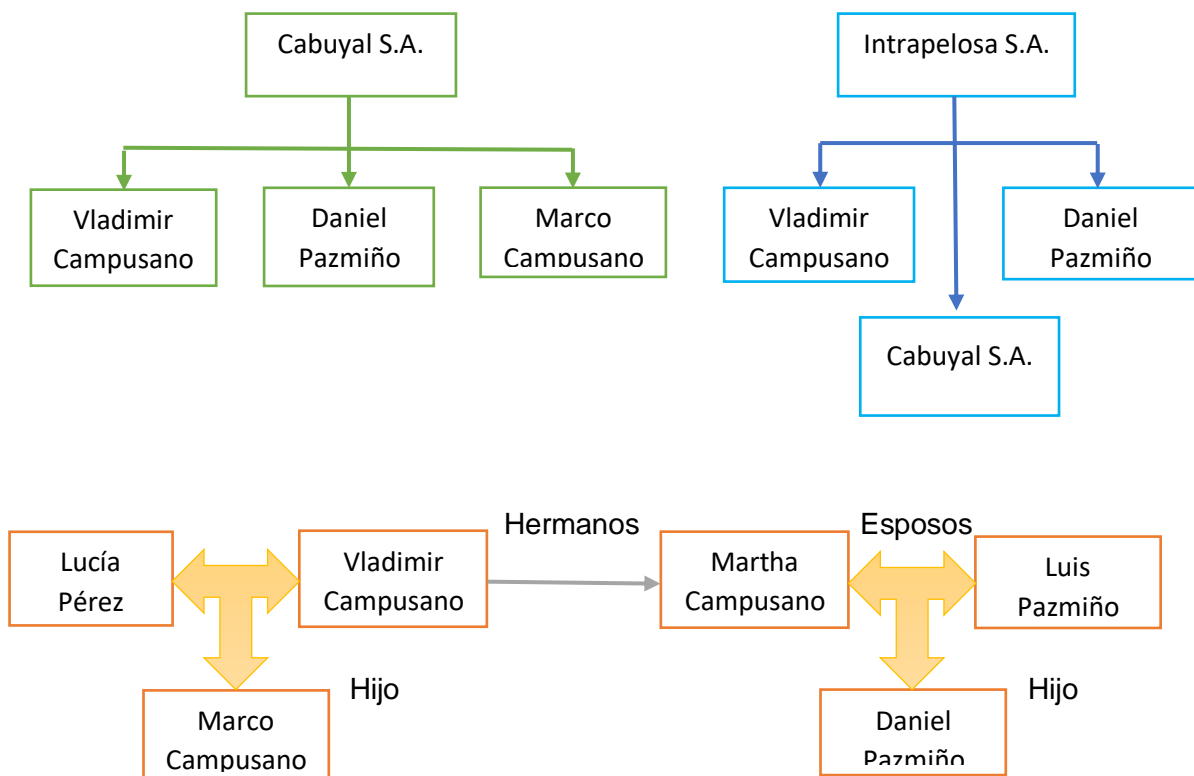 Cabuyal S.A.
Intrapelosa S.A.
Vladimir
Campusano
Daniel
Pazmiño
Marco
Campusano
Vladimir
Campusano
Daniel
Pazmiño
Cabuyal S.A.
Hermanos
Esposos
Lucía
Pérez
Vladimir
Campusano
Martha
Campusano
Luis
Pazmiño
Hijo
Hijo
Marco
Campusano
Daniel
Pazmiño